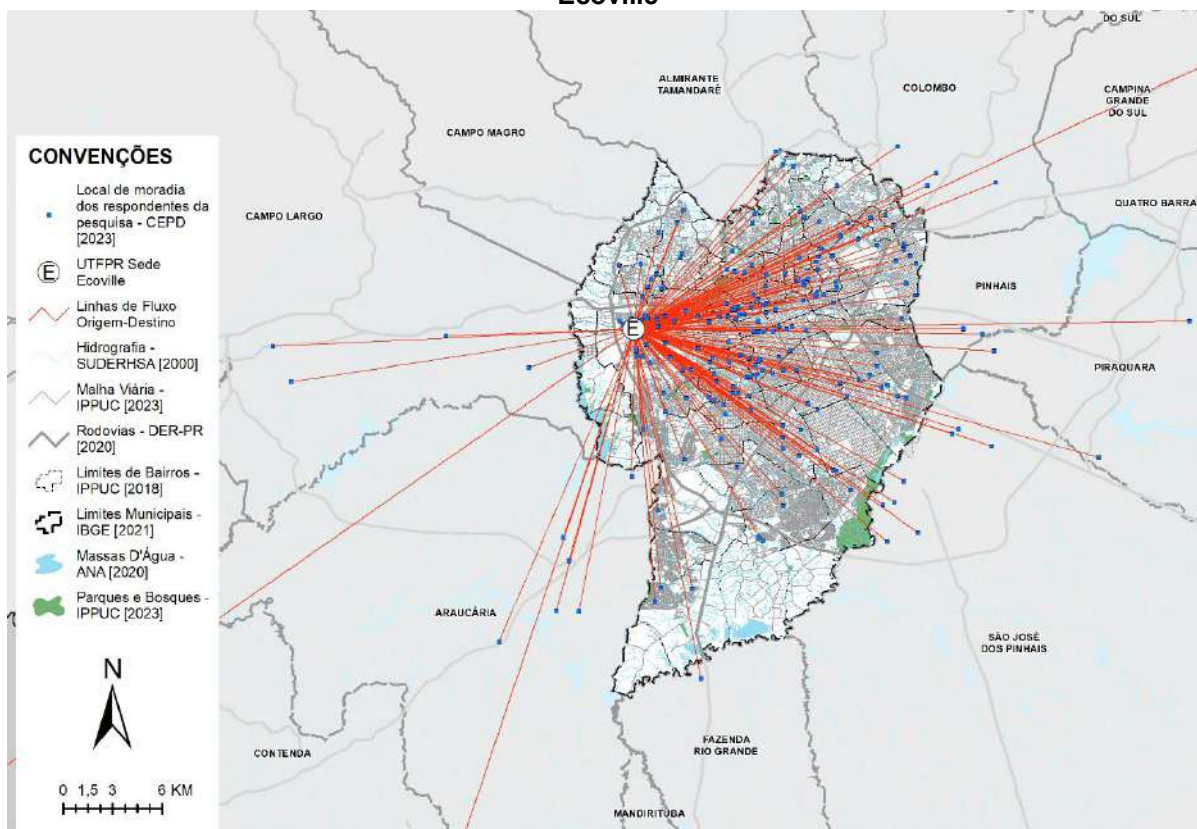 Ecoville
DO SUL
ALMIRANTE
TAMANDARÉ
COLOMBO
CAMPINA
GRANDE
DO SUL
CAMPO MAGRO
CAMPO LARGO
QUATRO BARRA
PINHAIS
PIRAQUARA
ARAUCÁRIA
SÃO JOSÉ
DOS PINHAIS
FAZENDA
RIO GRANDE
CONTENDA
MANDIRITUBA
E
CONVENÇÕES
Local de moradia
dos respondentes da
pesquisa - CEPD
[2023]
E
UTFPR Sede
Ecoville
Linhas de Fluxo
Origem-Destino
Hidrografia -
SUDERHSA [2000]
Malha Viária -
IPPUC [2023]
Rodovias - DER-PR
[2020]
Limites de Bairros -
IPPUC [2018]
Limites Municipais -
IBGE [2021]
Massas D'Água -
ANA [2020]
Parques e Bosques -
IPPUC [2023]
N
0 1,5 3 6 KM